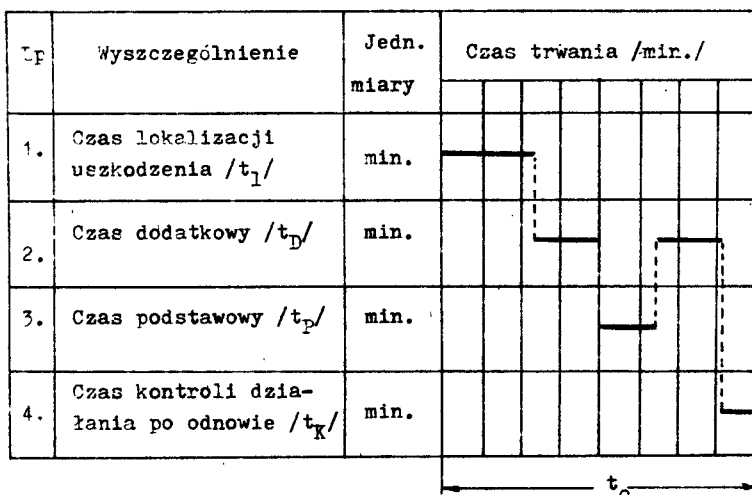 Lp Wyszczególnienie Jedn. miary Czas trwania /min./
1. Czas lokalizacji
uszkodzenia /t₁/ min.
2. Czas dodatkowy /t_D/ min.
3. Czas podstawowy /t_P/ min.
4. Czas kontroli dzia-
łania po odnowie /t_K/ min.
t_o